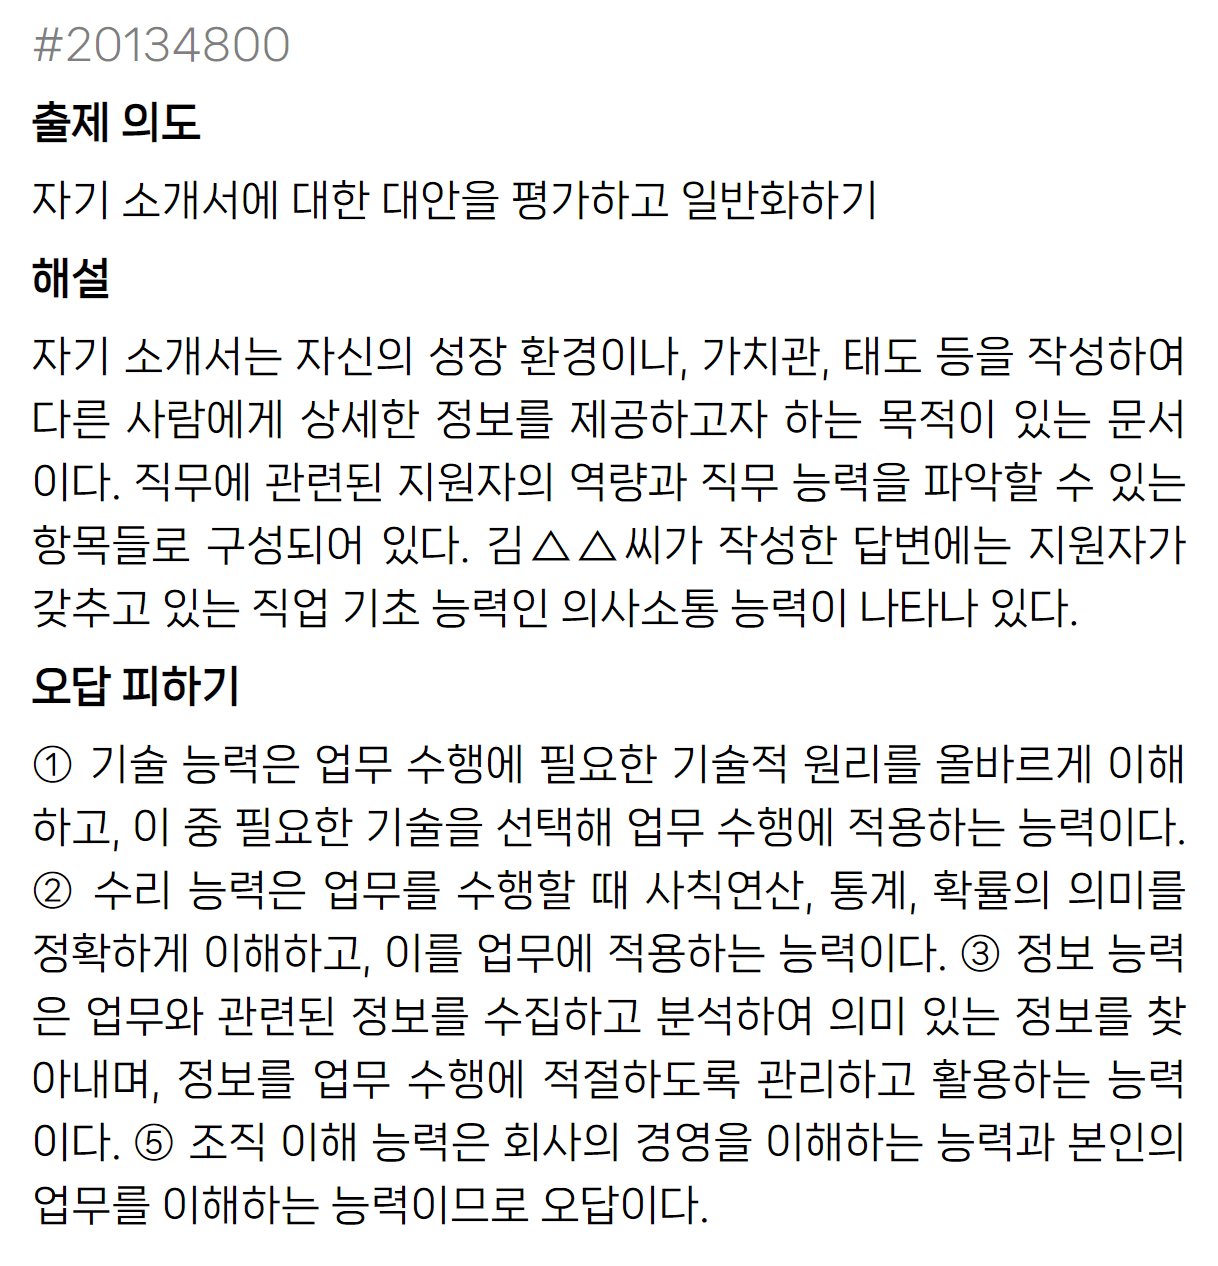 #20134800
출제 의도
자기 소개서에 대한 대안을 평가하고 일반화하기
해설
자기 소개서는 자신의 성장 환경이나, 가치관, 태도 등을 작성하여
다른 사람에게 상세한 정보를 제공하고자 하는 목적이 있는 문서
이다. 직무에 관련된 지원자의 역량과 직무 능력을 파악할 수 있는
항목들로 구성되어 있다. 김△△씨가 작성한 답변에는 지원자가
갖추고 있는 직업 기초 능력인 의사소통 능력이 나타나 있다.
오답 피하기
① 기술 능력은 업무 수행에 필요한 기술적 원리를 올바르게 이해
하고, 이 중 필요한 기술을 선택해 업무 수행에 적용하는 능력이다.
② 수리 능력은 업무를 수행할 때 사칙연산, 통계, 확률의 의미를
정확하게 이해하고, 이를 업무에 적용하는 능력이다. ③ 정보 능력
은 업무와 관련된 정보를 수집하고 분석하여 의미 있는 정보를 찾
아내며, 정보를 업무 수행에 적절하도록 관리하고 활용하는 능력
이다. ⑤ 조직 이해 능력은 회사의 경영을 이해하는 능력과 본인의
업무를 이해하는 능력이므로 오답이다.